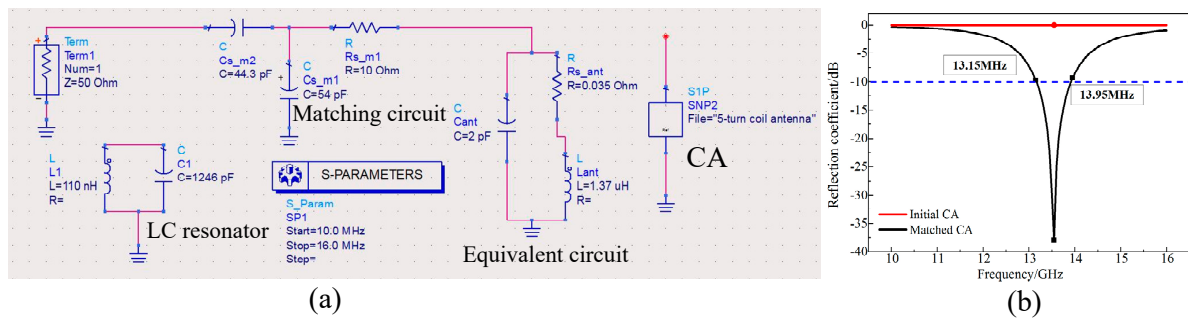 Term
Term1
Num=1
Z=50 Ohm
C
Cs_m2
C=44.3 pF
C
Cs_m1
C=54 pF
R
Rs_m1
R=10 Ohm
Matching circuit
C
Cant
C=2 pF
R
Rs_ant
R=0.035 Ohm
L
Lant
L=1.37 uH
R=
Equivalent circuit
S1P
SNP2
File="5-turn coil antenna"
Ref
CA
L
L1
L=110 nH
R=
C
C1
C=1246 pF
LC resonator
S-PARAMETERS
S_Param
SP1
Start=10.0 MHz
Stop=16.0 MHz
Step=
(a)
Reflection coefficient/dB
0
-5
-10
-15
-20
-25
-30
-35
-40
13.15MHz
13.95MHz
Initial CA
Matched CA
10 11 12 13 14 15 16
Frequency/GHz
(b)